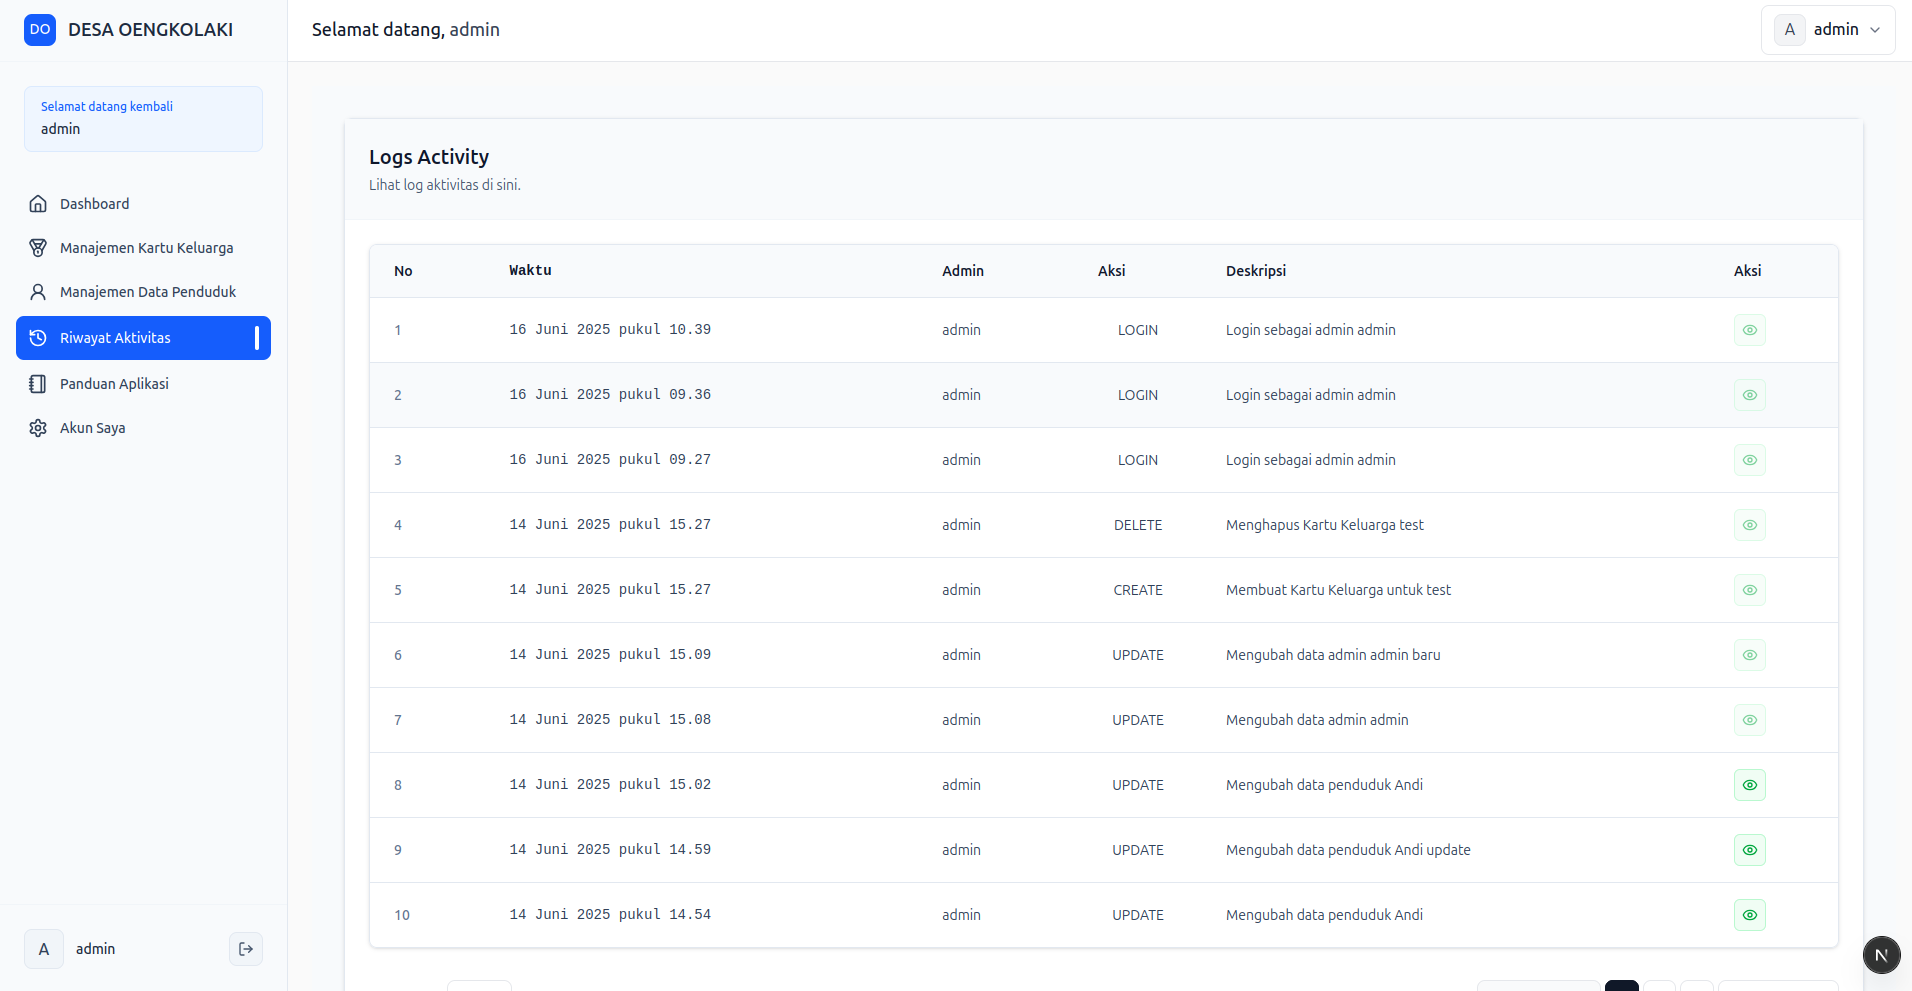 DO DESA OENGKOLAKI
Selamat datang, admin
A admin
Selamat datang kembali
admin
Dashboard
Manajemen Kartu Keluarga
Manajemen Data Penduduk
Riwayat Aktivitas
Panduan Aplikasi
Akun Saya
A admin
Logs Activity
Lihat log aktivitas di sini.
No Waktu Admin Aksi Deskripsi Aksi
1 16 Juni 2025 pukul 10.39 admin LOGIN Login sebagai admin admin
2 16 Juni 2025 pukul 09.36 admin LOGIN Login sebagai admin admin
3 16 Juni 2025 pukul 09.27 admin LOGIN Login sebagai admin admin
4 14 Juni 2025 pukul 15.27 admin DELETE Menghapus Kartu Keluarga test
5 14 Juni 2025 pukul 15.27 admin CREATE Membuat Kartu Keluarga untuk test
6 14 Juni 2025 pukul 15.09 admin UPDATE Mengubah data admin admin baru
7 14 Juni 2025 pukul 15.08 admin UPDATE Mengubah data admin admin
8 14 Juni 2025 pukul 15.02 admin UPDATE Mengubah data penduduk Andi
9 14 Juni 2025 pukul 14.59 admin UPDATE Mengubah data penduduk Andi update
10 14 Juni 2025 pukul 14.54 admin UPDATE Mengubah data penduduk Andi
N